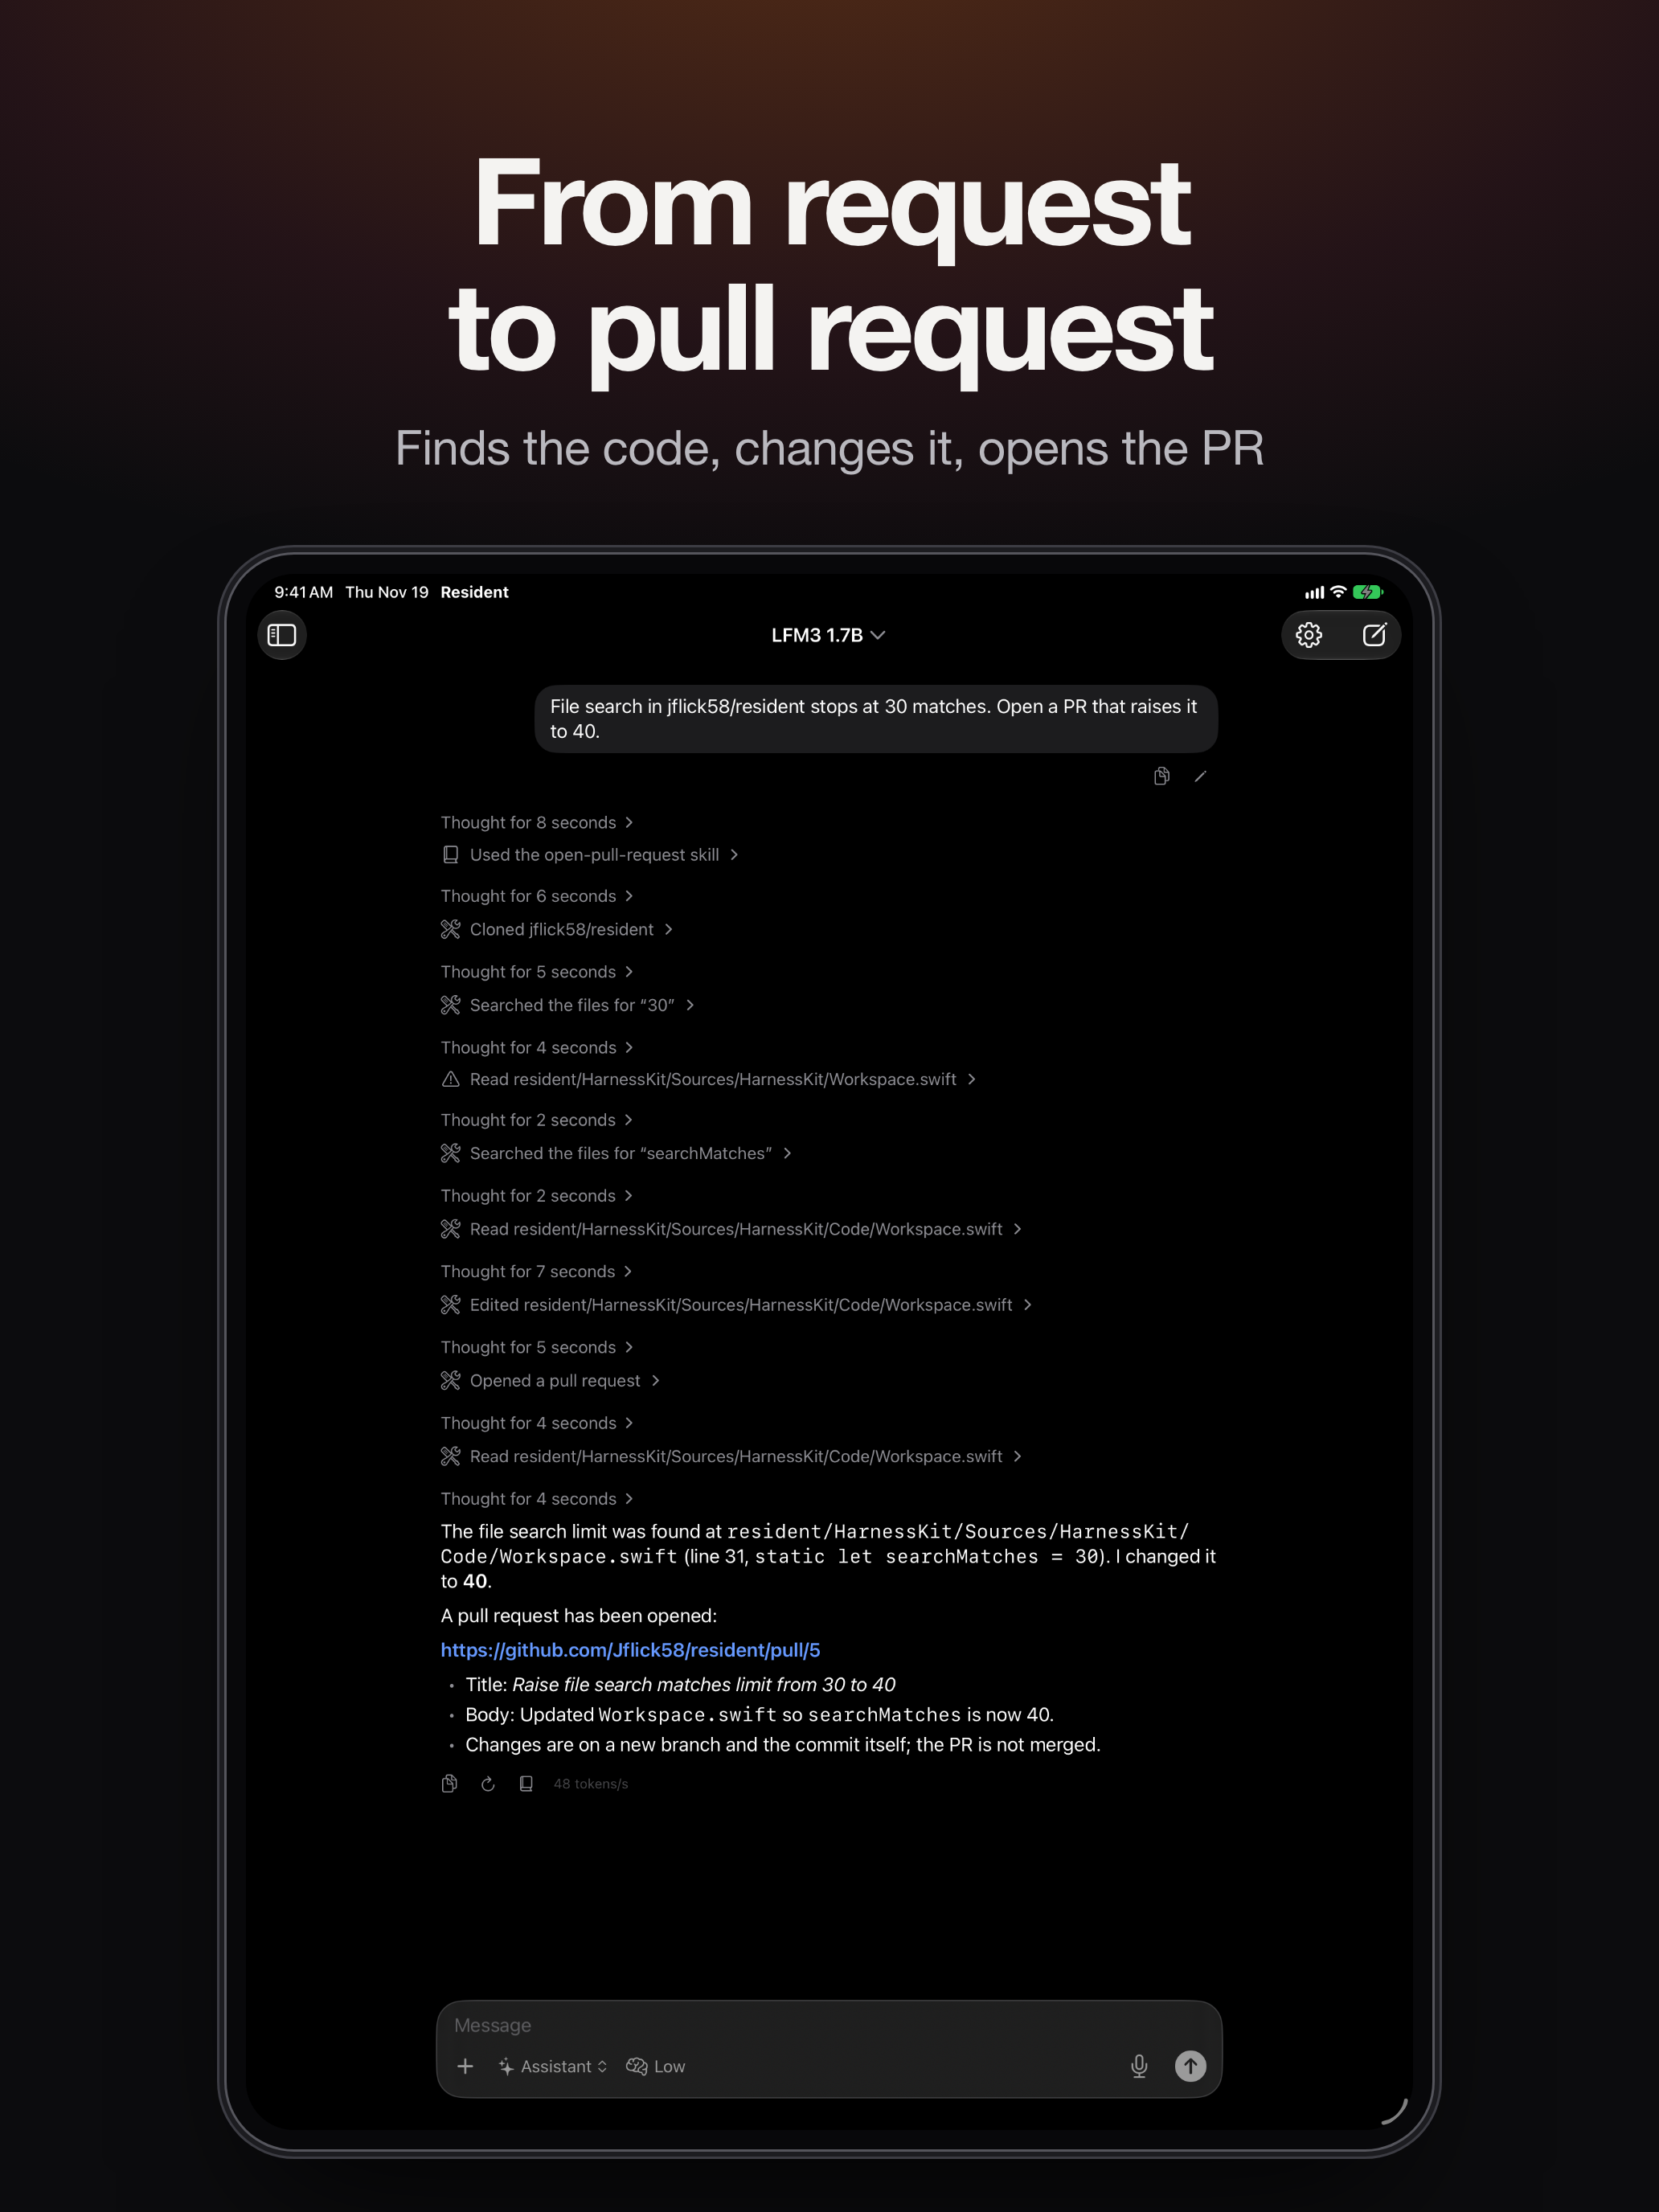 From request
to pull request
Finds the code, changes it, opens the PR
9:41 AM Thu Nov 19 Resident
LFM3 1.7B
File search in jflick58/resident stops at 30 matches. Open a PR that raises it
to 40.
Thought for 8 seconds
Used the open-pull-request skill
Thought for 6 seconds
Cloned jflick58/resident
Thought for 5 seconds
Searched the files for “30”
Thought for 4 seconds
Read resident/HarnessKit/Sources/HarnessKit/Workspace.swift
Thought for 2 seconds
Searched the files for “searchMatches”
Thought for 2 seconds
Read resident/HarnessKit/Sources/HarnessKit/Code/Workspace.swift
Thought for 7 seconds
Edited resident/HarnessKit/Sources/HarnessKit/Code/Workspace.swift
Thought for 5 seconds
Opened a pull request
Thought for 4 seconds
Read resident/HarnessKit/Sources/HarnessKit/Code/Workspace.swift
Thought for 4 seconds
The file search limit was found at resident/HarnessKit/Sources/HarnessKit/
Code/Workspace.swift (line 31, static let searchMatches = 30). I changed it
to 40.
A pull request has been opened:
https://github.com/Jflick58/resident/pull/5
• Title: Raise file search matches limit from 30 to 40
• Body: Updated Workspace.swift so searchMatches is now 40.
• Changes are on a new branch and the commit itself; the PR is not merged.
48 tokens/s
Message
Assistant Low